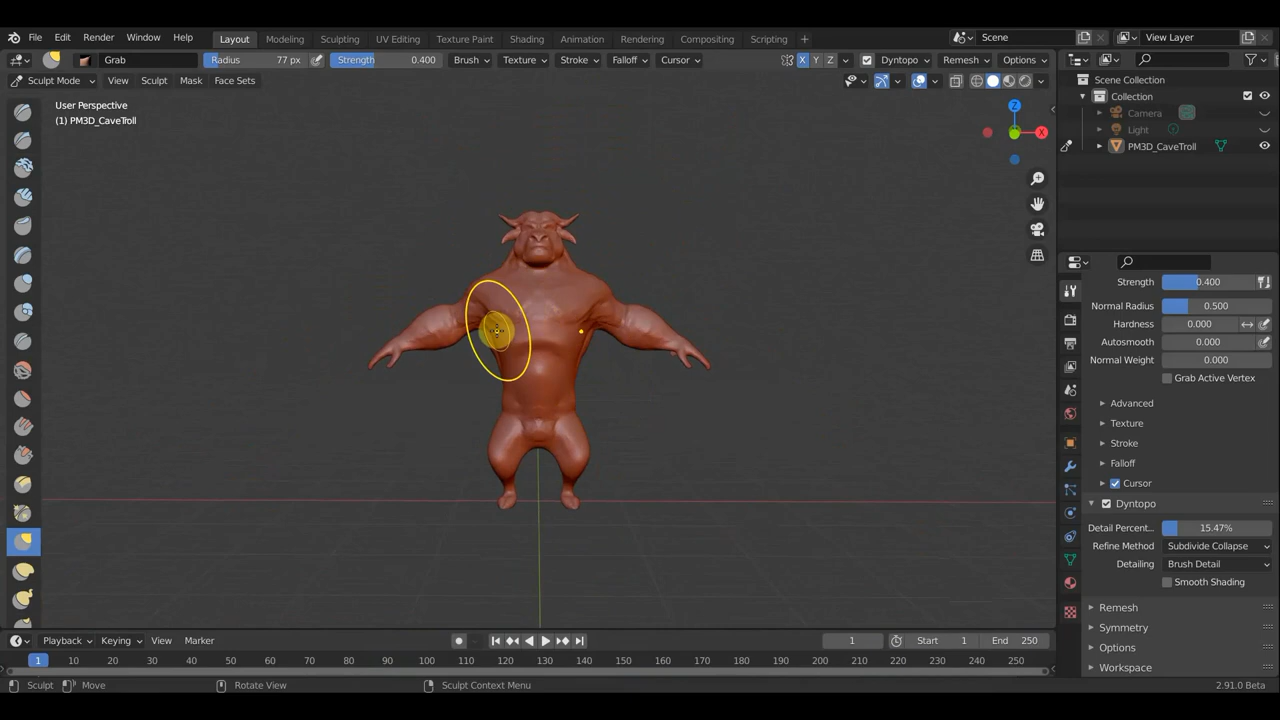 File Edit Render Window Help Layout Modeling Sculpting UV Editing Texture Paint Shading Animation Rendering Compositing Scripting + Scene View Layer
Grab Radius 77 px Strength 0.400 Brush Texture Stroke Falloff Cursor X Y Z Dyntopo Remesh Options
Sculpt Mode View Sculpt Mask Face Sets
User Perspective
(1) PM3D_CaveTroll
Z
X
Scene Collection
Collection
Camera
Light
PM3D_CaveTroll
Strength 0.400
Normal Radius 0.500
Hardness 0.000
Autosmooth 0.000
Normal Weight 0.000
Grab Active Vertex
Advanced
Texture
Stroke
Falloff
Cursor
Dyntopo
Detail Percent... 15.47%
Refine Method Subdivide Collapse
Detailing Brush Detail
Smooth Shading
Remesh
Symmetry
Options
Workspace
Playback Keying View Marker 1 Start 1 End 250
1 10 20 30 40 50 60 70 80 90 100 110 120 130 140 150 160 170 180 190 200 210 220 230 240 250
Sculpt Move Rotate View Sculpt Context Menu 2.91.0 Beta